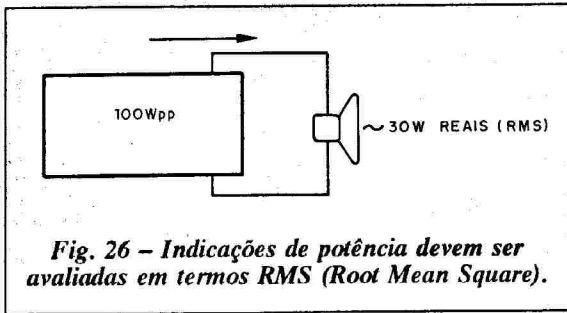 100Wpp
~30W REAIS (RMS)
Fig. 26 – Indicações de potência devem ser
avaliadas em termos RMS (Root Mean Square).